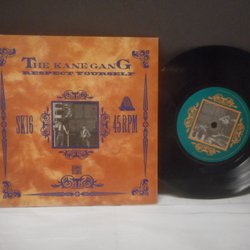 THE KANE GANG
RESPECT YOURSELF
SK16
45 RPM